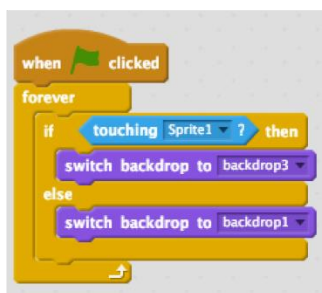 when clicked
forever
if touching Sprite1 ? then
switch backdrop to backdrop3
else
switch backdrop to backdrop1